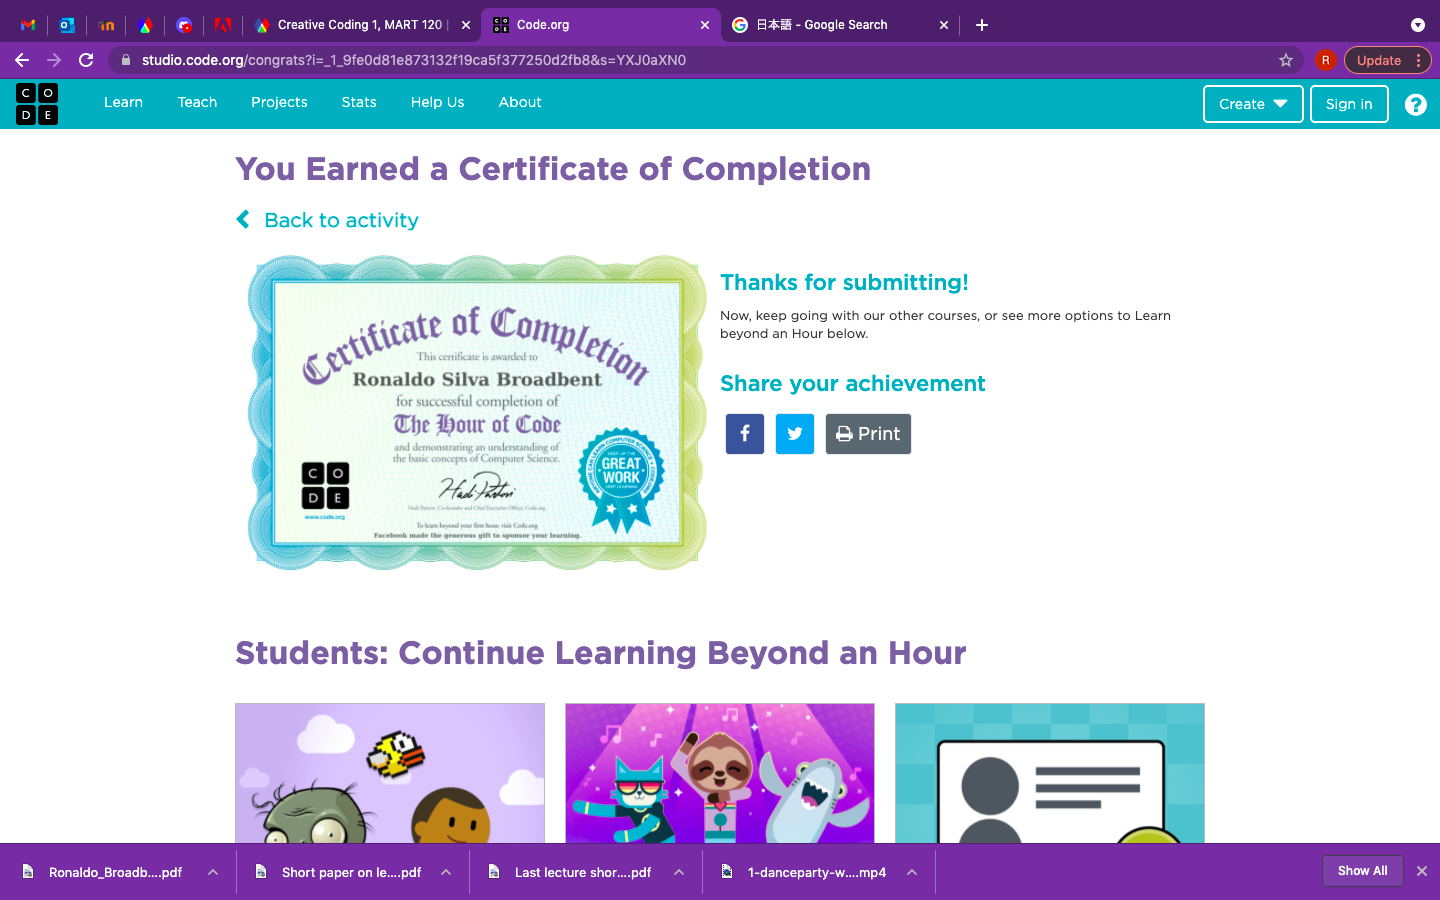 Creative Coding 1, MART 120 |
Code.org
日本語 - Google Search
studio.code.org/congrats?i=_1_9fe0d81e873132f19ca5f377250d2fb8&s=YXJ0aXN0
R
Update
C O
D E
Learn
Teach
Projects
Stats
Help Us
About
Create
Sign in
?
You Earned a Certificate of Completion
Back to activity
Certificate of Completion
This certificate is awarded to
Ronaldo Silva Broadbent
for successful completion of
The Hour of Code
and demonstrating an understanding of
the basic concepts of Computer Science.
Hadi Partovi, Co-founder and Chief Executive Officer, Code.org
C O
D E
www.code.org
KEEP UP THE
GREAT
WORK
KEEP LEARNING
To learn beyond your first hour, visit Code.org
Facebook made the generous gift to sponsor your learning.
Thanks for submitting!
Now, keep going with our other courses, or see more options to Learn
beyond an Hour below.
Share your achievement
Print
Students: Continue Learning Beyond an Hour
Ronaldo_Broadb....pdf
Short paper on le....pdf
Last lecture shor....pdf
1-danceparty-w....mp4
Show All